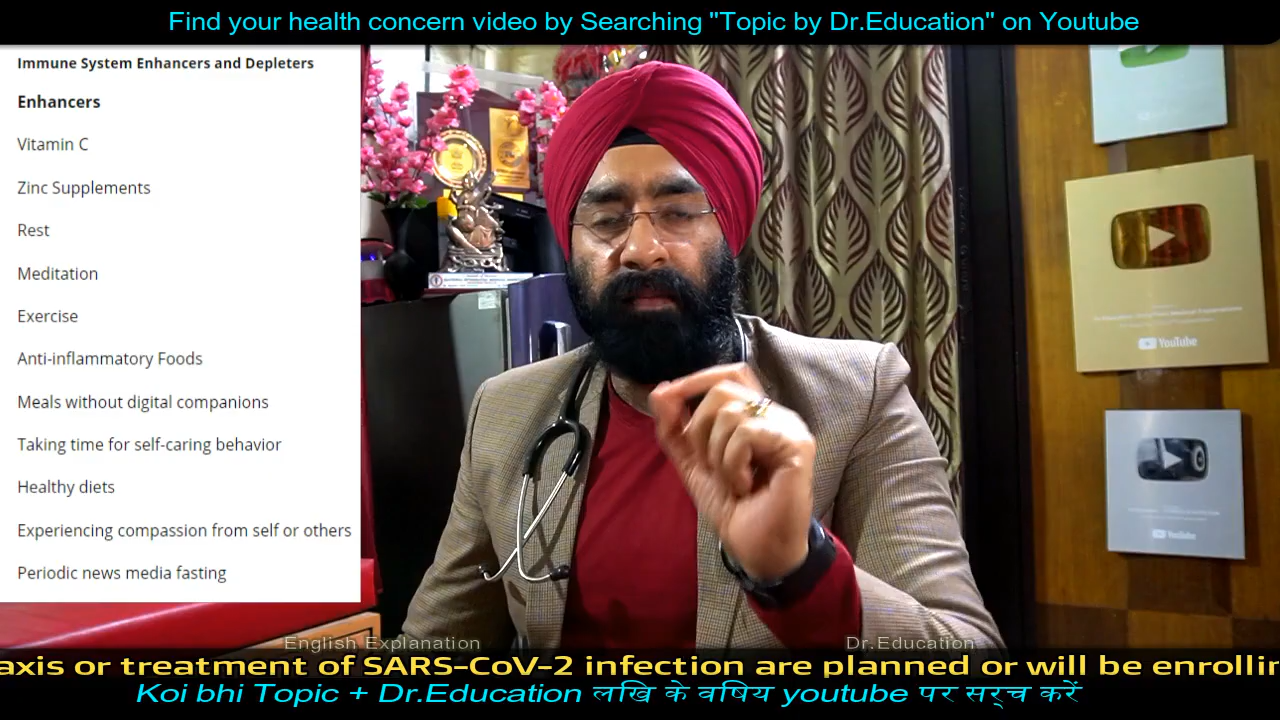 Find your health concern video by Searching "Topic by Dr.Education" on Youtube
Immune System Enhancers and Depleters
Enhancers
Vitamin C
Zinc Supplements
Rest
Meditation
Exercise
Anti-inflammatory Foods
Meals without digital companions
Taking time for self-caring behavior
Healthy diets
Experiencing compassion from self or others
Periodic news media fasting
YouTube
YouTube
English Explanation
Dr.Education
axis or treatment of SARS-CoV-2 infection are planned or will be enrollin
Koi bhi Topic + Dr.Education लिख के विषय youtube पर सर्च करें